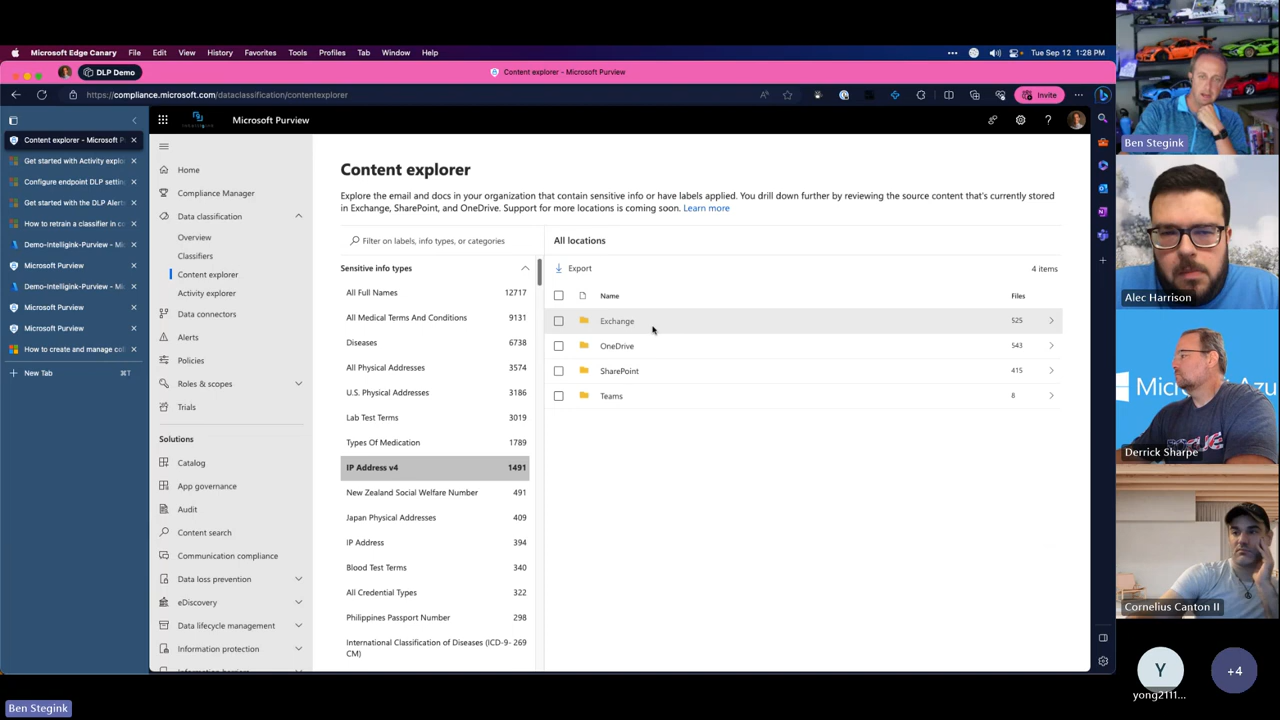 Microsoft Edge Canary File Edit View History Favorites Tools Profiles Tab Window Help
Tue Sep 12 1:28 PM
DLP Demo
Content explorer - Microsoft Purview
https://compliance.microsoft.com/dataclassification/contentexplorer
Invite
Content explorer - Microsoft P
Get started with Activity explo
Configure endpoint DLP settin
Get started with the DLP Alert
How to retrain a classifier in c
Demo-Intelligink-Purview - Mi
Microsoft Purview
Demo-Intelligink-Purview - Mi
Microsoft Purview
Microsoft Purview
How to create and manage col
New Tab
⌘T
Microsoft Purview
Home
Compliance Manager
Data classification
Overview
Classifiers
Content explorer
Activity explorer
Data connectors
Alerts
Policies
Roles & scopes
Trials
Solutions
Catalog
App governance
Audit
Content search
Communication compliance
Data loss prevention
eDiscovery
Data lifecycle management
Information protection
Content explorer
Explore the email and docs in your organization that contain sensitive info or have labels applied. You drill down further by reviewing the source content that's currently stored
in Exchange, SharePoint, and OneDrive. Support for more locations is coming soon. Learn more
Filter on labels, info types, or categories
Sensitive info types
All Full Names 12717
All Medical Terms And Conditions 9131
Diseases 6738
All Physical Addresses 3574
U.S. Physical Addresses 3186
Lab Test Terms 3019
Types Of Medication 1789
IP Address v4 1491
New Zealand Social Welfare Number 491
Japan Physical Addresses 409
IP Address 394
Blood Test Terms 340
All Credential Types 322
Philippines Passport Number 298
International Classification of Diseases (ICD-9- 269
CM)
All locations
Export
4 items
Name Files
Exchange 525
OneDrive 543
SharePoint 415
Teams 8
Ben Stegink
Alec Harrison
Microsoft Azu
Derrick Sharpe
Cornelius Canton II
Y
yong2111...
+4
Ben Stegink